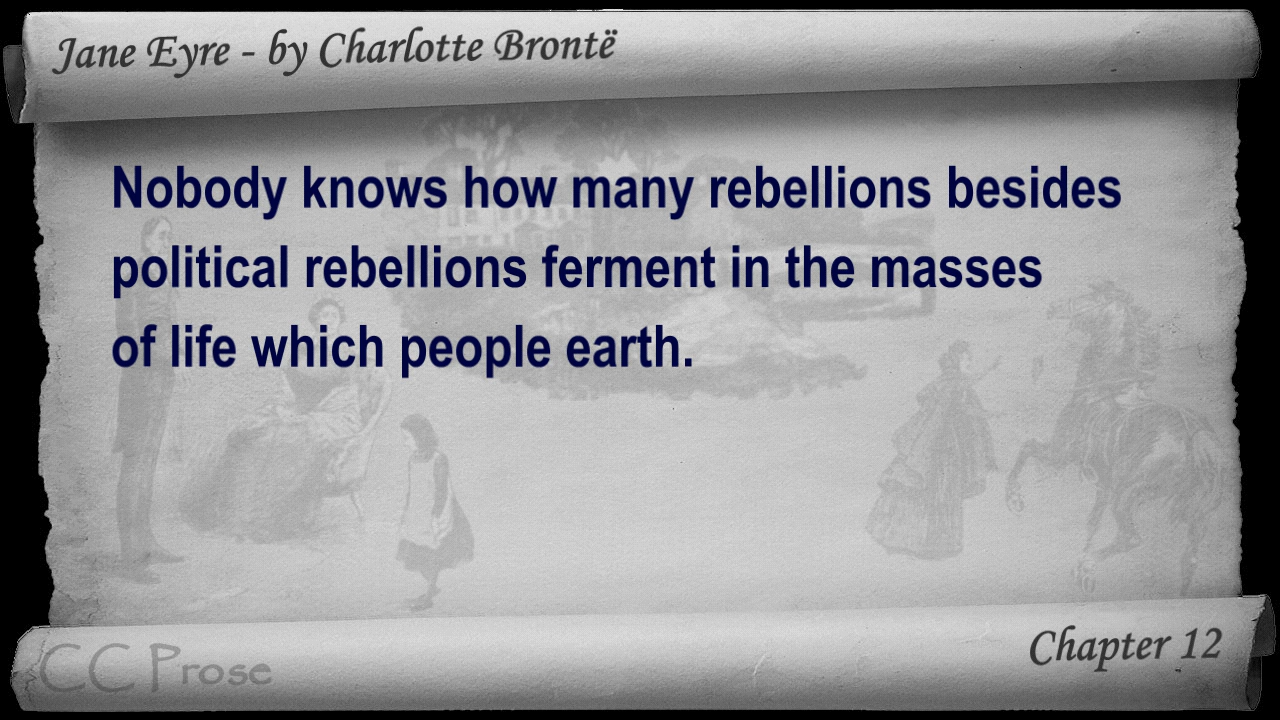 Jane Eyre - by Charlotte Brontë
Nobody knows how many rebellions besides
political rebellions ferment in the masses
of life which people earth.
Chapter 12
CC Prose